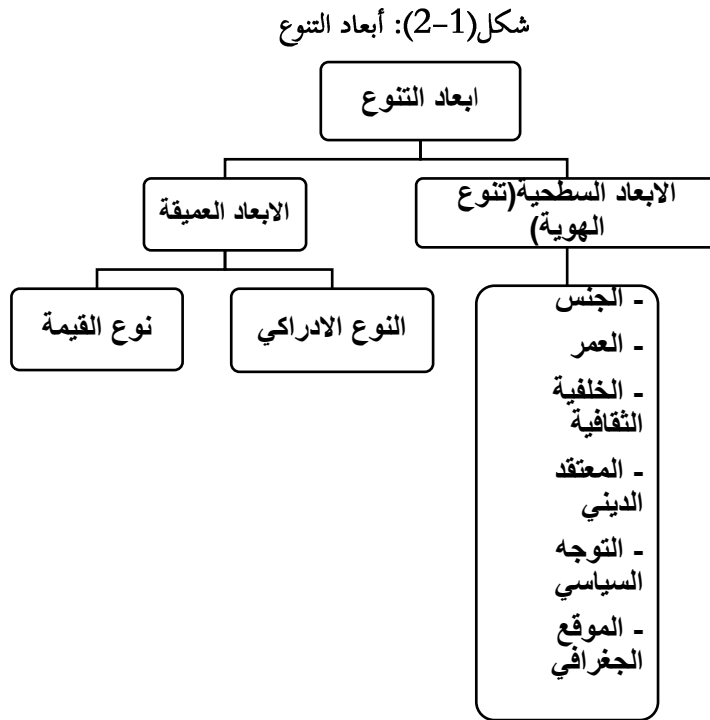 شكل(1-2): أبعاد التنوع
ابعاد التنوع
الابعاد السطحية(تنوع
الهوية)
الابعاد العميقة
- الجنس
- العمر
- الخلفية
الثقافية
- المعتقد
الديني
- التوجه
السياسي
- الموقع
الجغرافي
النوع الادراكي
نوع القيمة